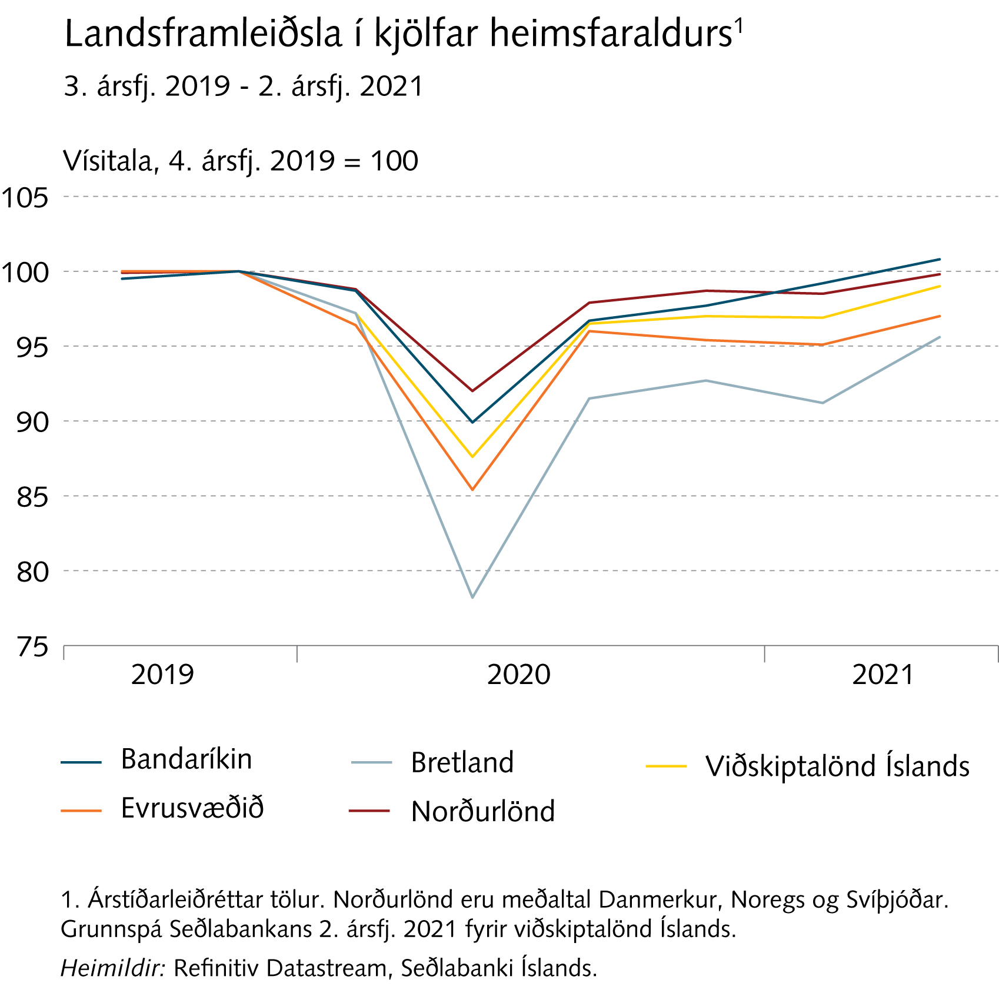 Landsframleiðsla í kjölfar heimsfaraldurs¹
3. ársfj. 2019 - 2. ársfj. 2021
Vísitala, 4. ársfj. 2019 = 100
105
100
95
90
85
80
75
2019 2020 2021
Bandaríkin Bretland Viðskiptalönd Íslands
Evrusvæðið Norðurlönd
1. Árstíðarleiðréttar tölur. Norðurlönd eru meðaltal Danmerkur, Noregs og Svíþjóðar.
Grunnspá Seðlabankans 2. ársfj. 2021 fyrir viðskiptalönd Íslands.
Heimildir: Refinitiv Datastream, Seðlabanki Íslands.